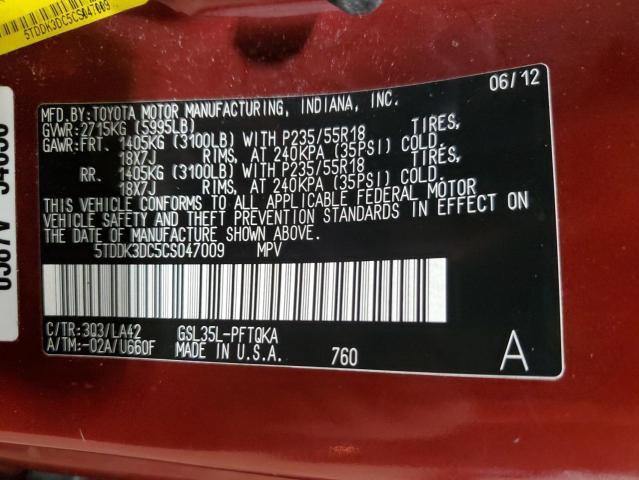 5TDDK3DC5CS047009
06/12
MFD.BY:TOYOTA MOTOR MANUFACTURING, INDIANA, INC.
GVWR:2715KG (5995LB)
GAWR:FRT. 1405KG (3100LB) WITH P235/55R18 TIRES,
18X7J RIMS, AT 240KPA (35PSI) COLD.
RR. 1405KG (3100LB) WITH P235/55R18 TIRES,
18X7J RIMS, AT 240KPA (35PSI) COLD.
THIS VEHICLE CONFORMS TO ALL APPLICABLE FEDERAL MOTOR
VEHICLE SAFETY AND THEFT PREVENTION STANDARDS IN EFFECT ON
THE DATE OF MANUFACTURE SHOWN ABOVE.
5TDDK3DC5CS047009 MPV
C/TR:3Q3/LA42 GSL35L-PFTQKA
A/TM:-02A/U660F MADE IN U.S.A. 760 A